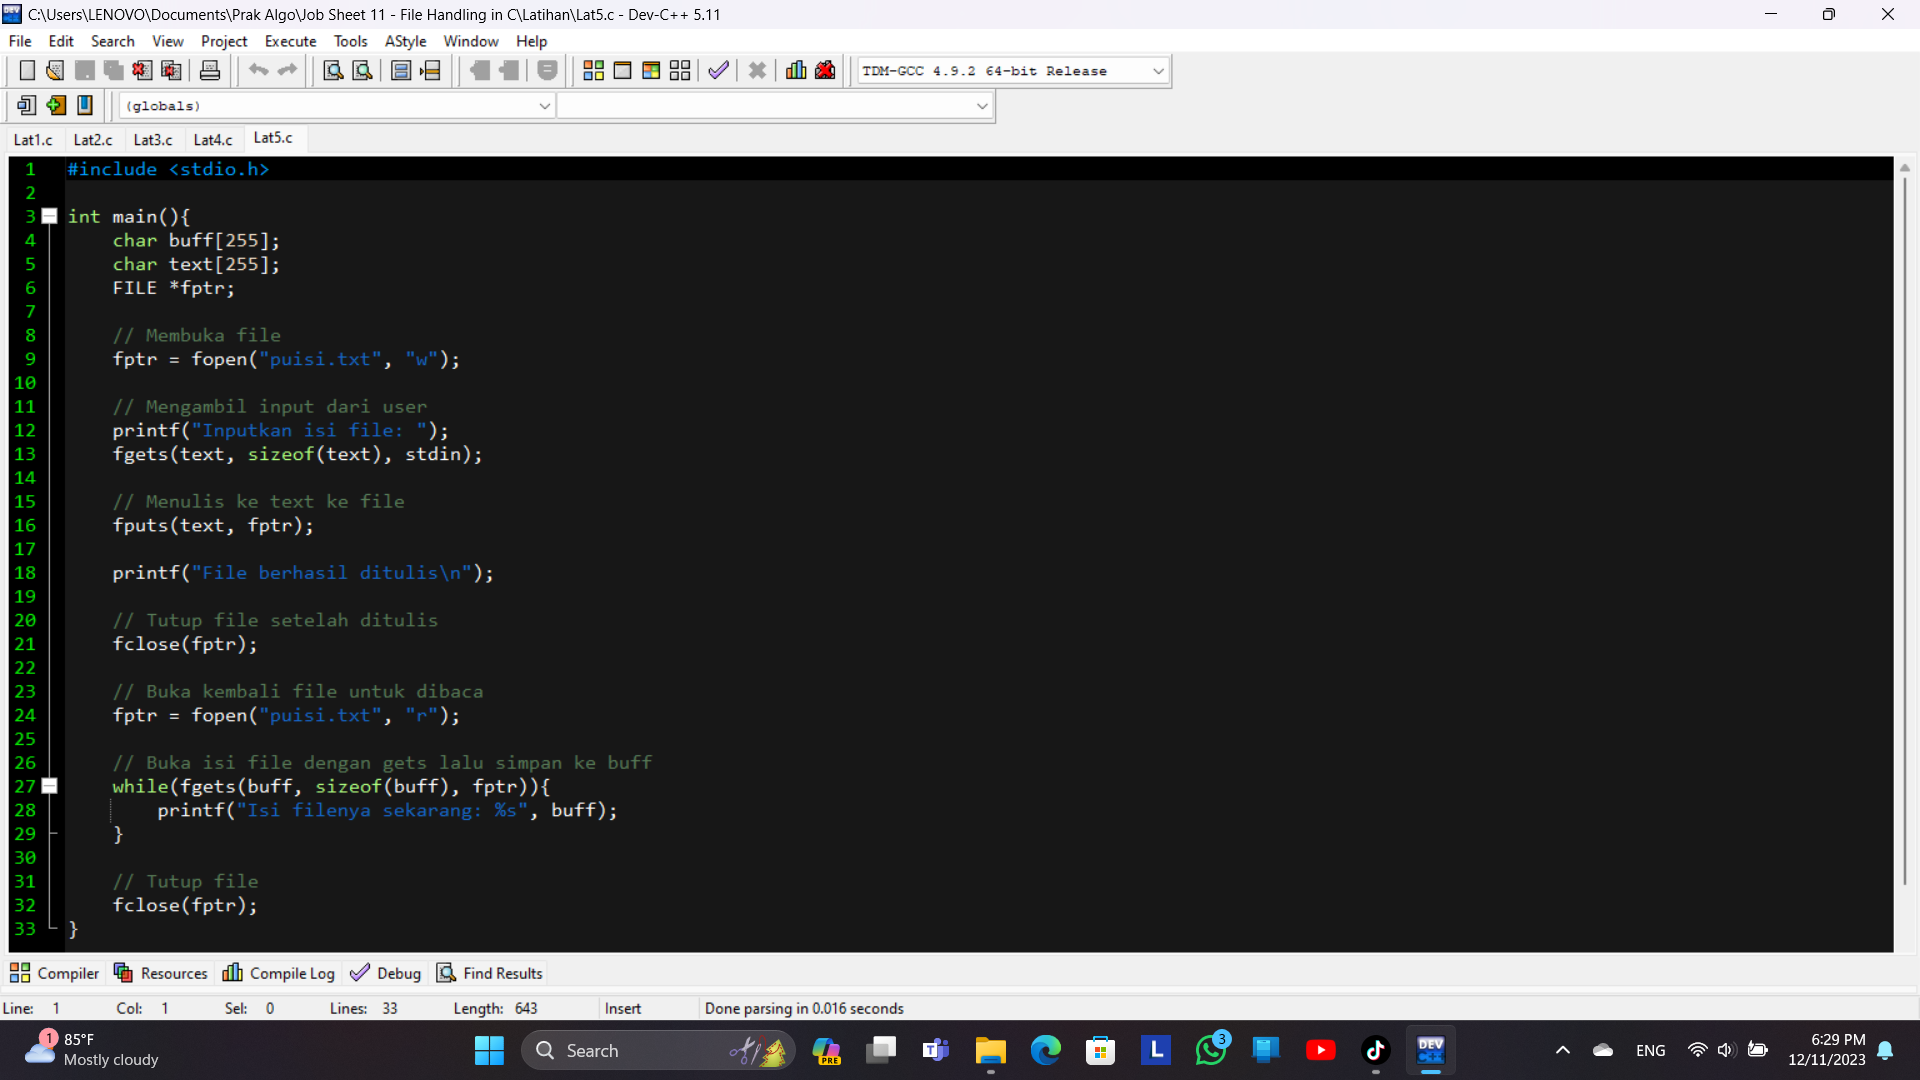 C:\Users\LENOVO\Documents\Prak Algo\Job Sheet 11 - File Handling in C\Latihan\Lat5.c - Dev-C++ 5.11
File Edit Search View Project Execute Tools AStyle Window Help
TDM-GCC 4.9.2 64-bit Release
(globals)
Lat1.c Lat2.c Lat3.c Lat4.c Lat5.c
1 #include <stdio.h>
2
3 int main(){
4     char buff[255];
5     char text[255];
6     FILE *fptr;
7
8     // Membuka file
9     fptr = fopen("puisi.txt", "w");
10
11     // Mengambil input dari user
12     printf("Inputkan isi file: ");
13     fgets(text, sizeof(text), stdin);
14
15     // Menulis ke text ke file
16     fputs(text, fptr);
17
18     printf("File berhasil ditulis\n");
19
20     // Tutup file setelah ditulis
21     fclose(fptr);
22
23     // Buka kembali file untuk dibaca
24     fptr = fopen("puisi.txt", "r");
25
26     // Buka isi file dengan gets lalu simpan ke buff
27     while(fgets(buff, sizeof(buff), fptr)){
28         printf("Isi filenya sekarang: %s", buff);
29     }
30
31     // Tutup file
32     fclose(fptr);
33 }
Compiler Resources Compile Log Debug Find Results
Line: 1 Col: 1 Sel: 0 Lines: 33 Length: 643 Insert Done parsing in 0.016 seconds
1 85°F
Mostly cloudy
Search
PRE
T
L
3
DEV
C++
ENG
6:29 PM
12/11/2023